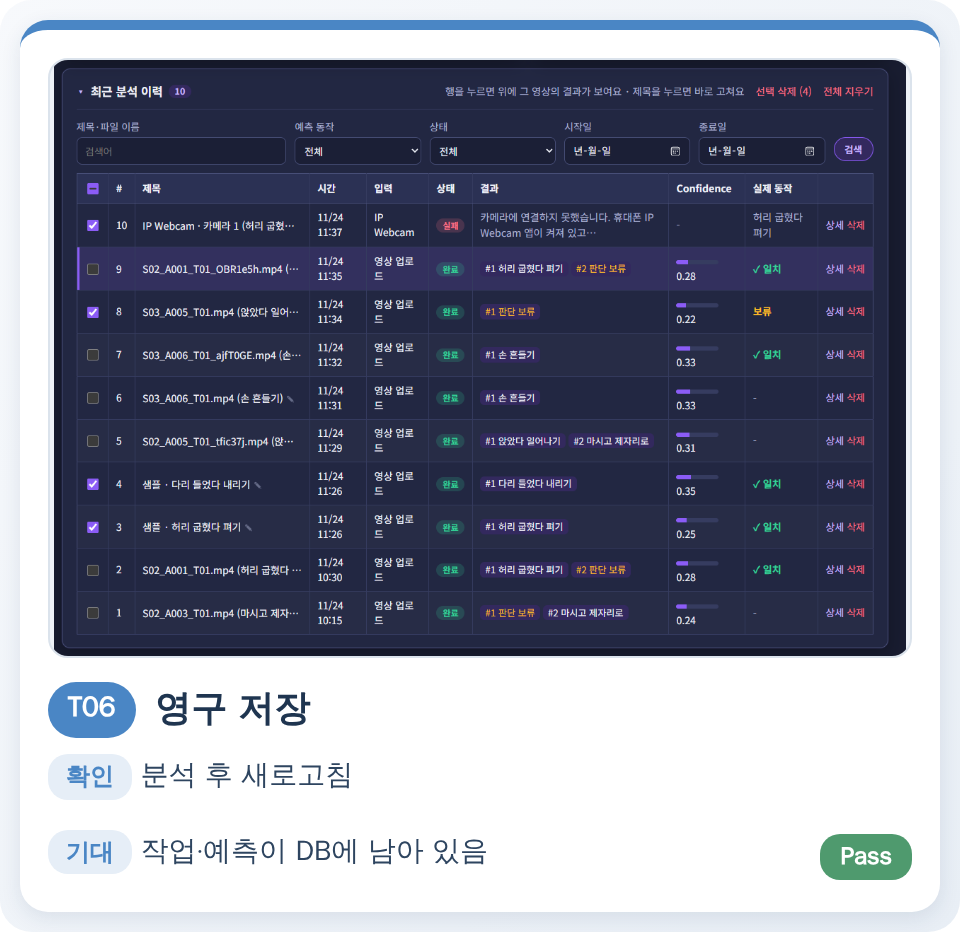 최근 분석 이력 10 행을 누르면 위에 그 영상의 결과가 보여요 · 제목을 누르면 바로 고쳐요 선택 삭제 (4) 전체 지우기
제목·파일 이름 예측 동작 상태 시작일 종료일
검색어 전체 전체 년-월-일 년-월-일 검색
# 제목 시간 입력 상태 결과 Confidence 실제 동작
10 IP Webcam · 카메라 1 (허리 굽혔… 11/24 11:37 IP Webcam 실패 카메라에 연결하지 못했습니다. 휴대폰 IP Webcam 앱이 켜져 있고… - 허리 굽혔다 펴기 상세 삭제
9 S02_A001_T01_OBR1e5h.mp4 (… 11/24 11:35 영상 업로드 완료 #1 허리 굽혔다 펴기 #2 판단 보류 0.28 ✓ 일치 상세 삭제
8 S03_A005_T01.mp4 (앉았다 일어… 11/24 11:34 영상 업로드 완료 #1 판단 보류 0.22 보류 상세 삭제
7 S03_A006_T01_ajfT0GE.mp4 (손… 11/24 11:32 영상 업로드 완료 #1 손 흔들기 0.33 ✓ 일치 상세 삭제
6 S03_A006_T01.mp4 (손 흔들기) 11/24 11:31 영상 업로드 완료 #1 손 흔들기 0.33 - 상세 삭제
5 S02_A005_T01_tfic37j.mp4 (앉… 11/24 11:29 영상 업로드 완료 #1 앉았다 일어나기 #2 마시고 제자리로 0.31 - 상세 삭제
4 샘플 · 다리 들었다 내리기 11/24 11:26 영상 업로드 완료 #1 다리 들었다 내리기 0.35 ✓ 일치 상세 삭제
3 샘플 · 허리 굽혔다 펴기 11/24 11:26 영상 업로드 완료 #1 허리 굽혔다 펴기 0.25 ✓ 일치 상세 삭제
2 S02_A001_T01.mp4 (허리 굽혔다 … 11/24 10:30 영상 업로드 완료 #1 허리 굽혔다 펴기 #2 판단 보류 0.28 ✓ 일치 상세 삭제
1 S02_A003_T01.mp4 (마시고 제자… 11/24 10:15 영상 업로드 완료 #1 판단 보류 #2 마시고 제자리로 0.24 - 상세 삭제
T06 영구 저장
확인 분석 후 새로고침
기대 작업·예측이 DB에 남아 있음
Pass